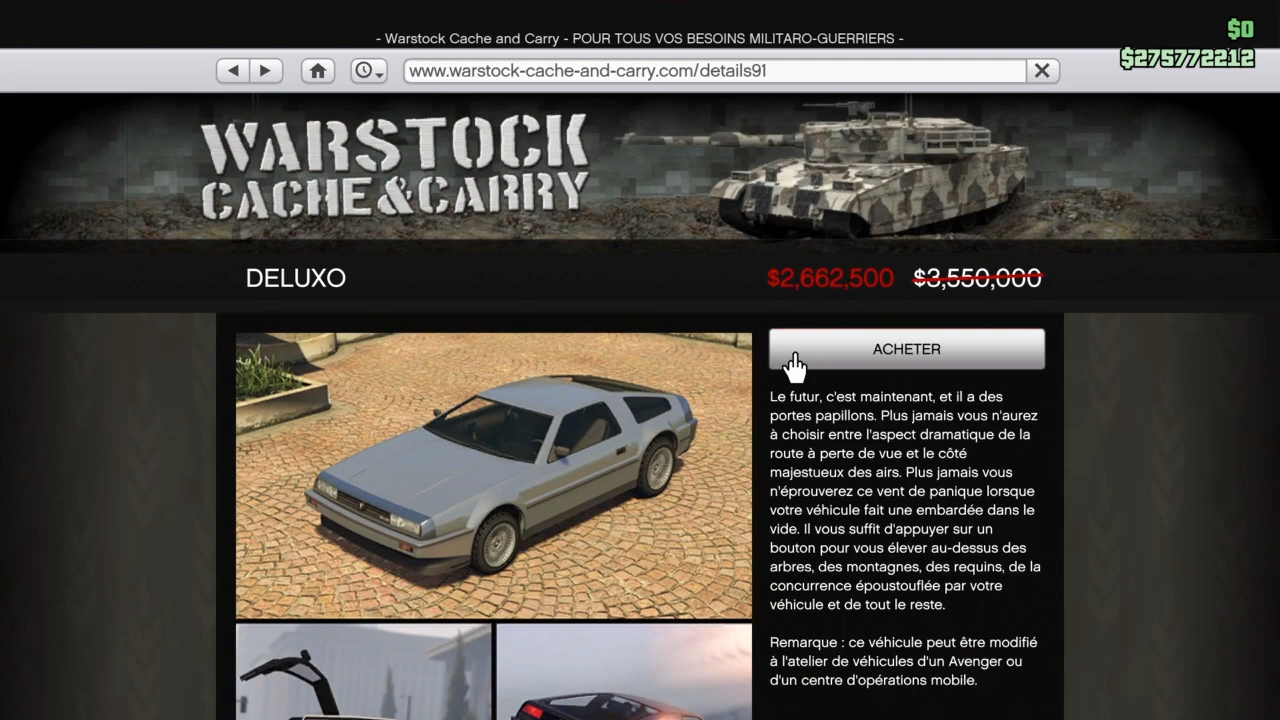 - Warstock Cache and Carry - POUR TOUS VOS BESOINS MILITARO-GUERRIERS -
$0
$275772212
www.warstock-cache-and-carry.com/details91
WARSTOCK
CACHE&CARRY
DELUXO
$2,662,500 $3,550,000
ACHETER
Le futur, c'est maintenant, et il a des
portes papillons. Plus jamais vous n'aurez
à choisir entre l'aspect dramatique de la
route à perte de vue et le côté
majestueux des airs. Plus jamais vous
n'éprouverez ce vent de panique lorsque
votre véhicule fait une embardée dans le
vide. Il vous suffit d'appuyer sur un
bouton pour vous élever au-dessus des
arbres, des montagnes, des requins, de la
concurrence époustouflée par votre
véhicule et de tout le reste.
Remarque : ce véhicule peut être modifié
à l'atelier de véhicules d'un Avenger ou
d'un centre d'opérations mobile.